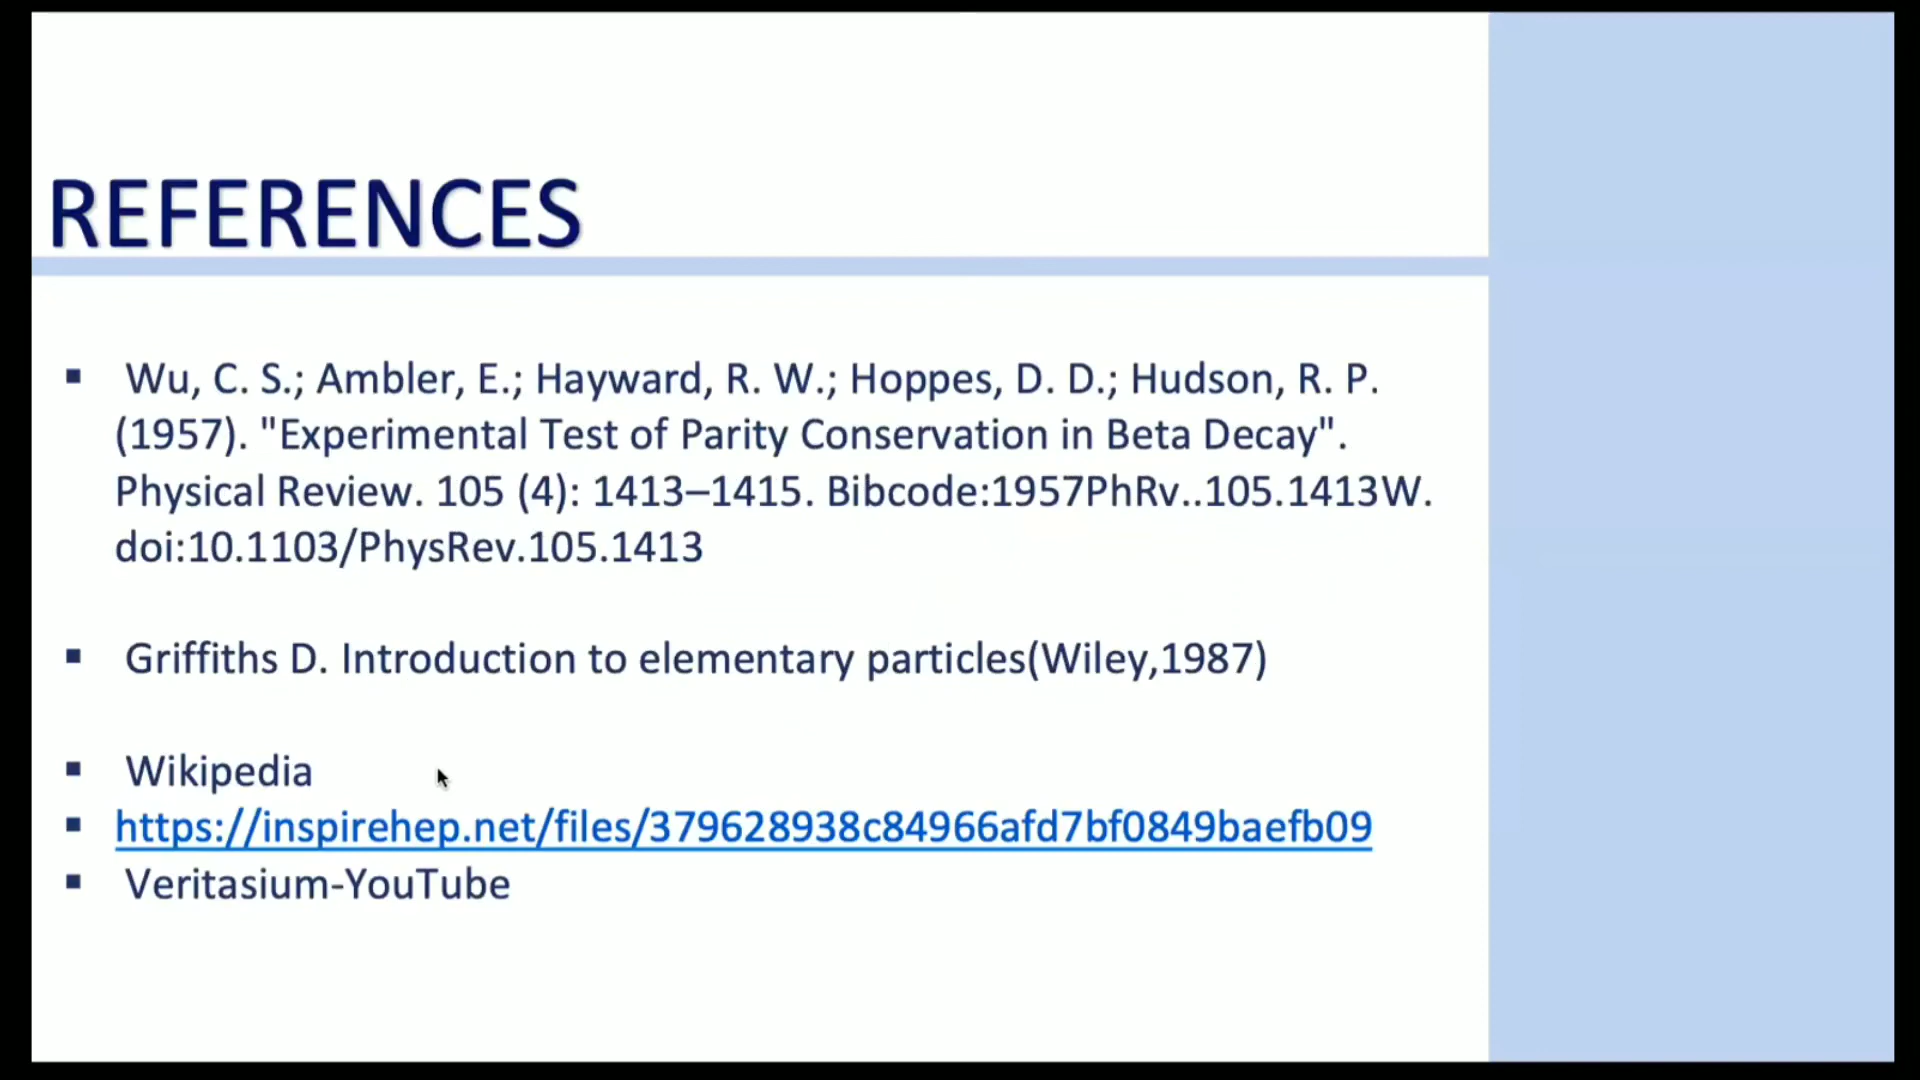 REFERENCES
▪ Wu, C. S.; Ambler, E.; Hayward, R. W.; Hoppes, D. D.; Hudson, R. P.
(1957). "Experimental Test of Parity Conservation in Beta Decay".
Physical Review. 105 (4): 1413–1415. Bibcode:1957PhRv..105.1413W.
doi:10.1103/PhysRev.105.1413
▪ Griffiths D. Introduction to elementary particles(Wiley,1987)
▪ Wikipedia
▪ https://inspirehep.net/files/379628938c84966afd7bf0849baefb09
▪ Veritasium-YouTube